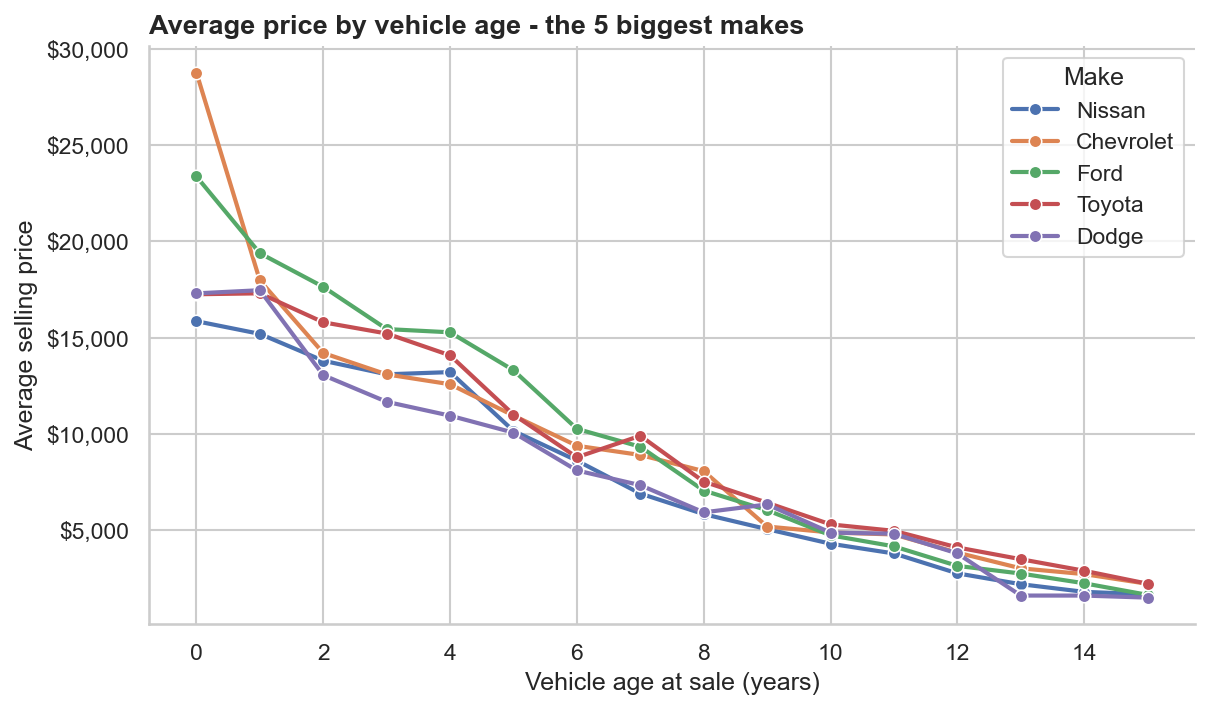 Average price by vehicle age - the 5 biggest makes
$30,000
$25,000
$20,000
$15,000
$10,000
$5,000
Average selling price
0 2 4 6 8 10 12 14
Vehicle age at sale (years)
Make
Nissan
Chevrolet
Ford
Toyota
Dodge